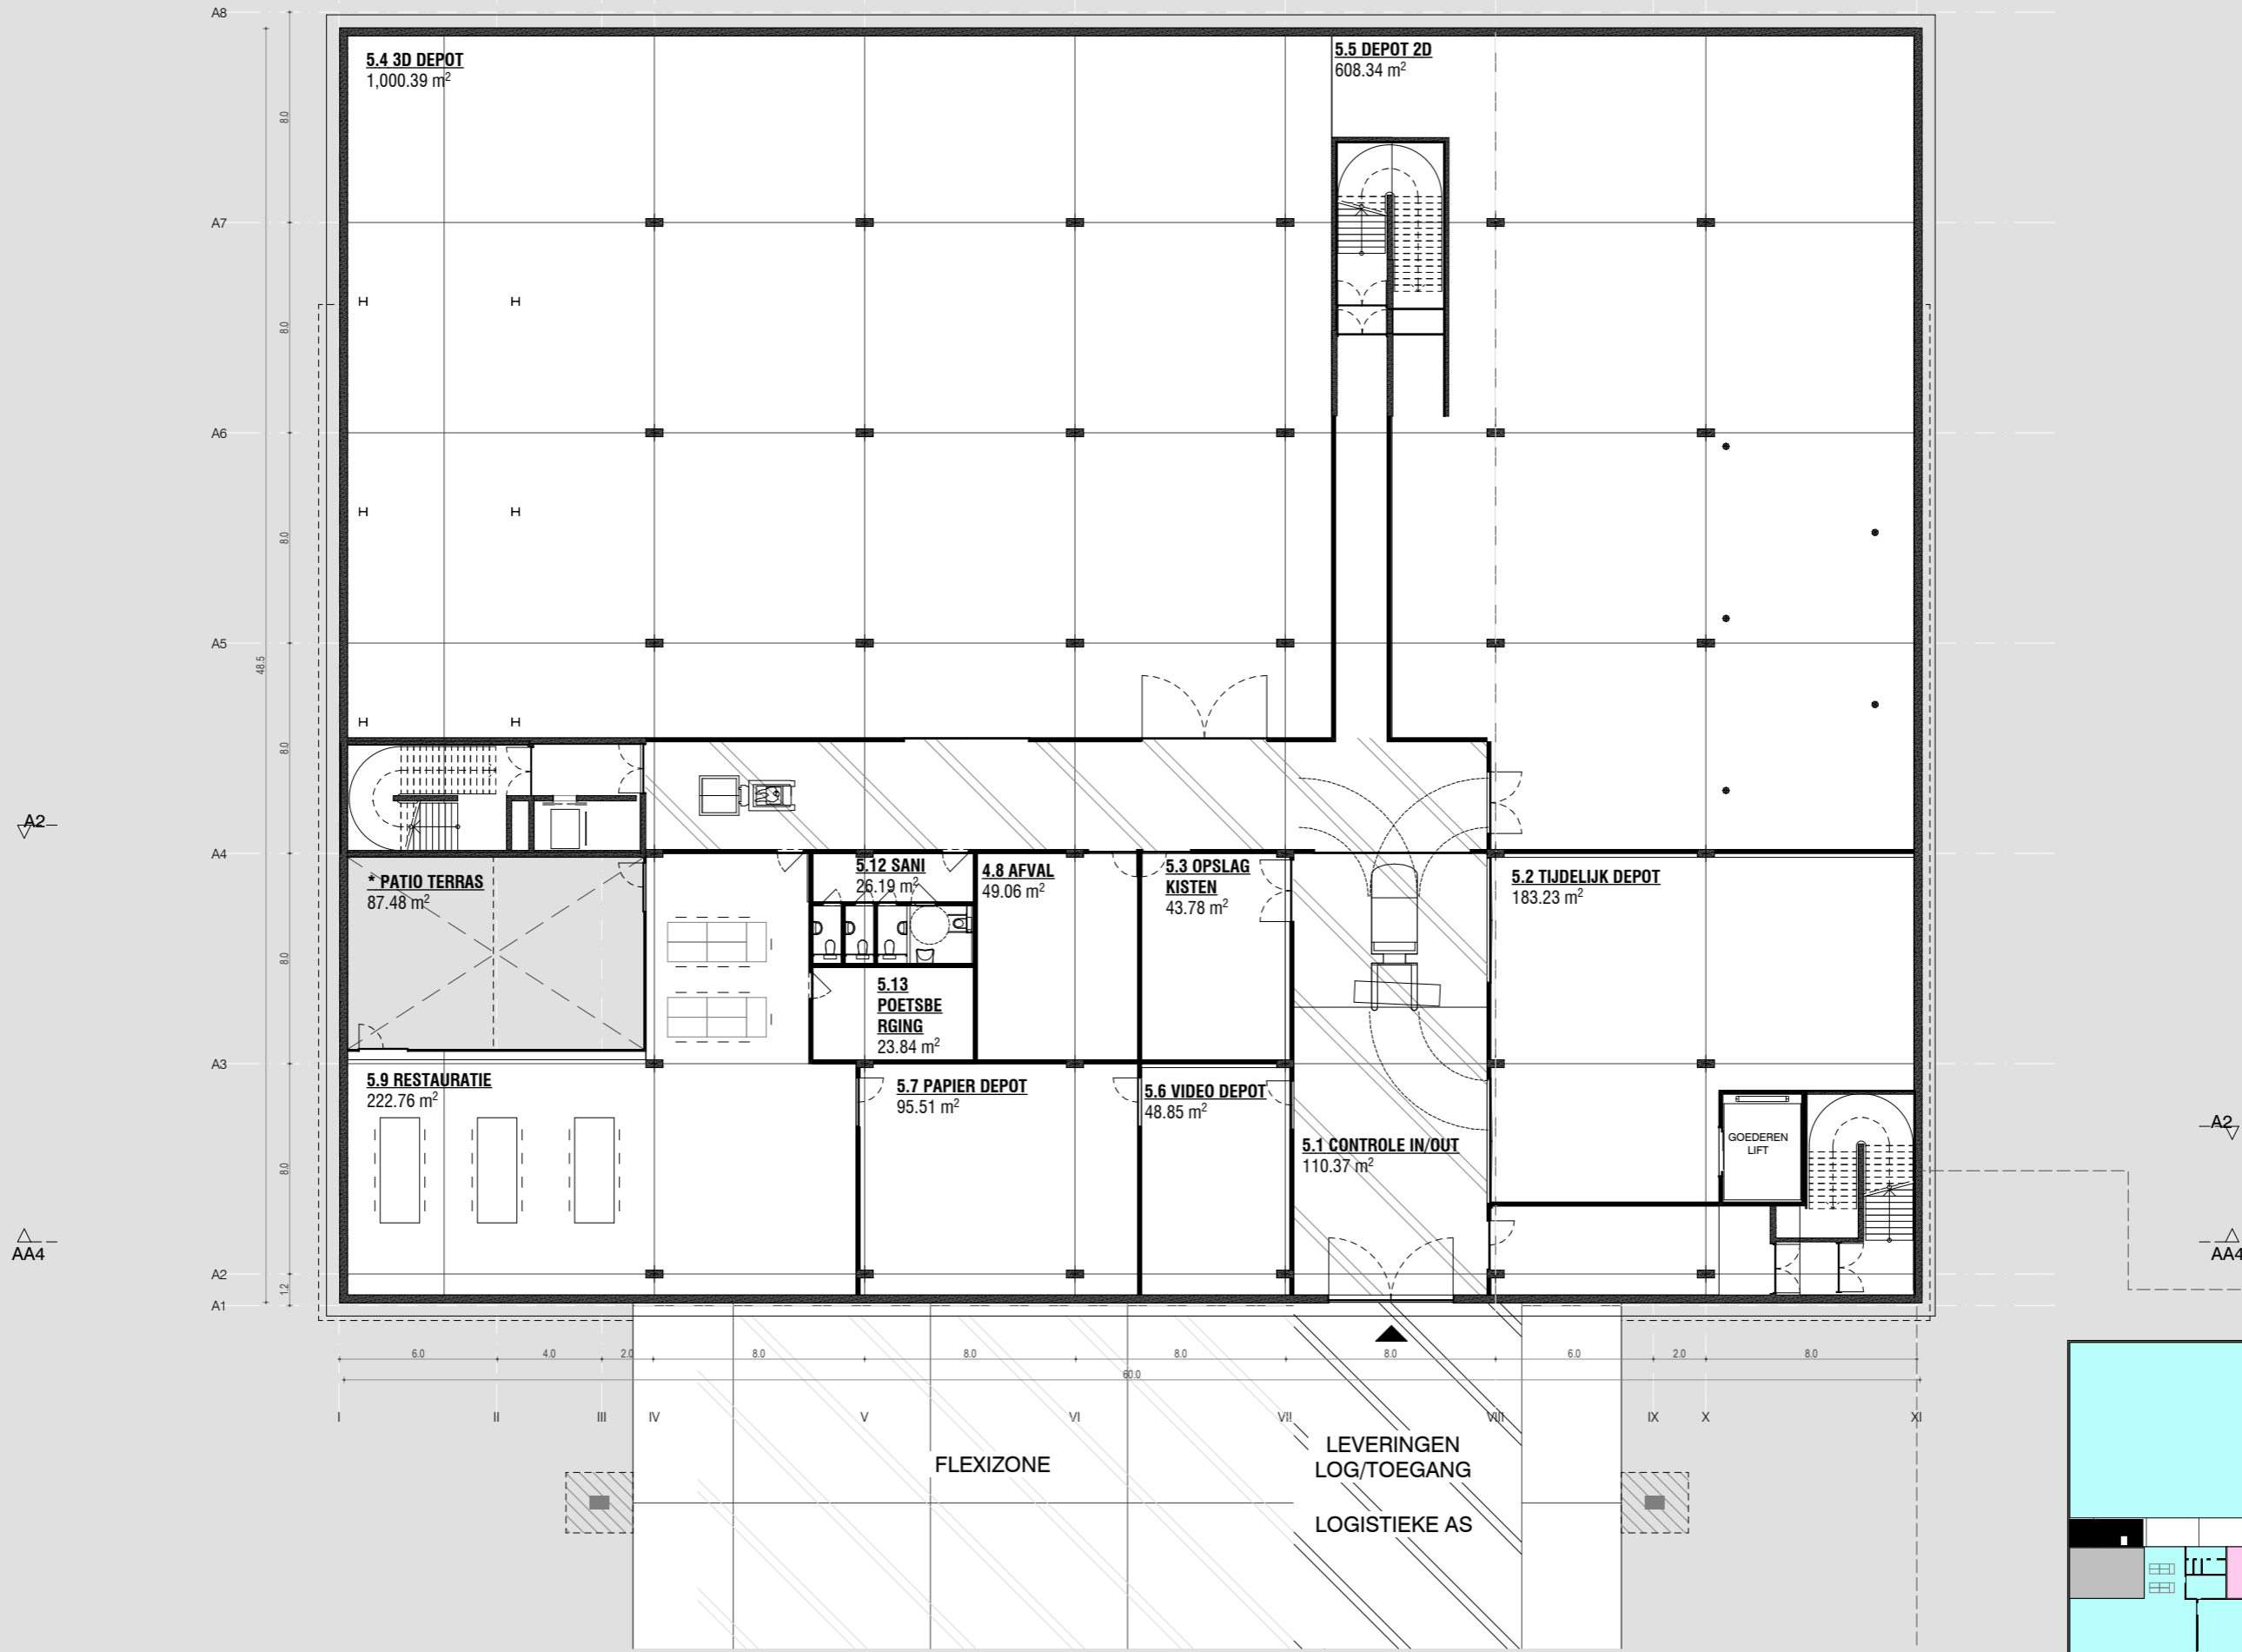 A8
5.4 3D DEPOT
1,000.39 m²
5.5 DEPOT 2D
608.34 m²
8.0
A7
H H
8.0
A6
H H
8.0
A5
48.5
8.0
H H
A2
A2
A4
* PATIO TERRAS
87.48 m²
5.12 SANI
26.19 m²
4.8 AFVAL
49.06 m²
5.3 OPSLAG
KISTEN
43.78 m²
5.2 TIJDELIJK DEPOT
183.23 m²
8.0
5.13
POETSBE
RGING
23.84 m²
A3
5.9 RESTAURATIE
222.76 m²
5.7 PAPIER DEPOT
95.51 m²
5.6 VIDEO DEPOT
48.85 m²
5.1 CONTROLE IN/OUT
110.37 m²
GOEDEREN
LIFT
8.0
AA4
AA4
A2
1.2
A1
6.0 4.0 2.0 8.0 8.0 8.0 8.0 6.0 2.0 8.0
60.0
I II III IV V VI VII VIII IX X XI
FLEXIZONE
LEVERINGEN
LOG/TOEGANG
LOGISTIEKE AS